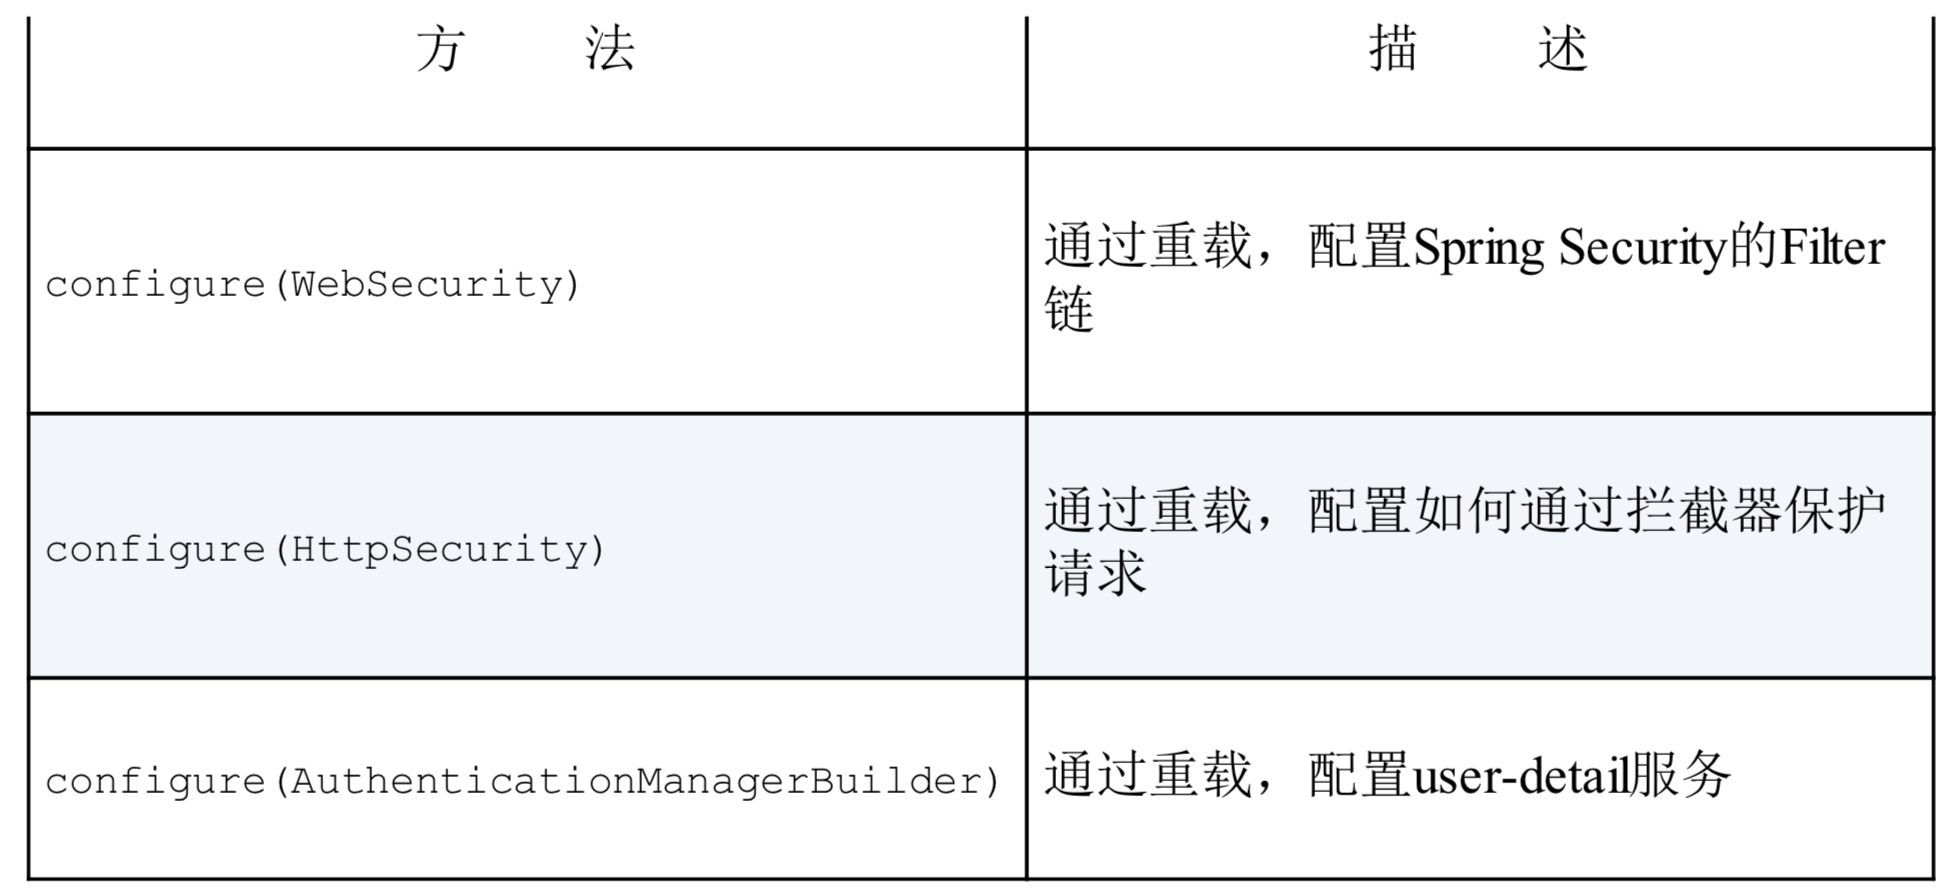 方 法
描 述
configure(WebSecurity)
通过重载，配置Spring Security的Filter
链
configure(HttpSecurity)
通过重载，配置如何通过拦截器保护
请求
configure(AuthenticationManagerBuilder)
通过重载，配置user-detail服务